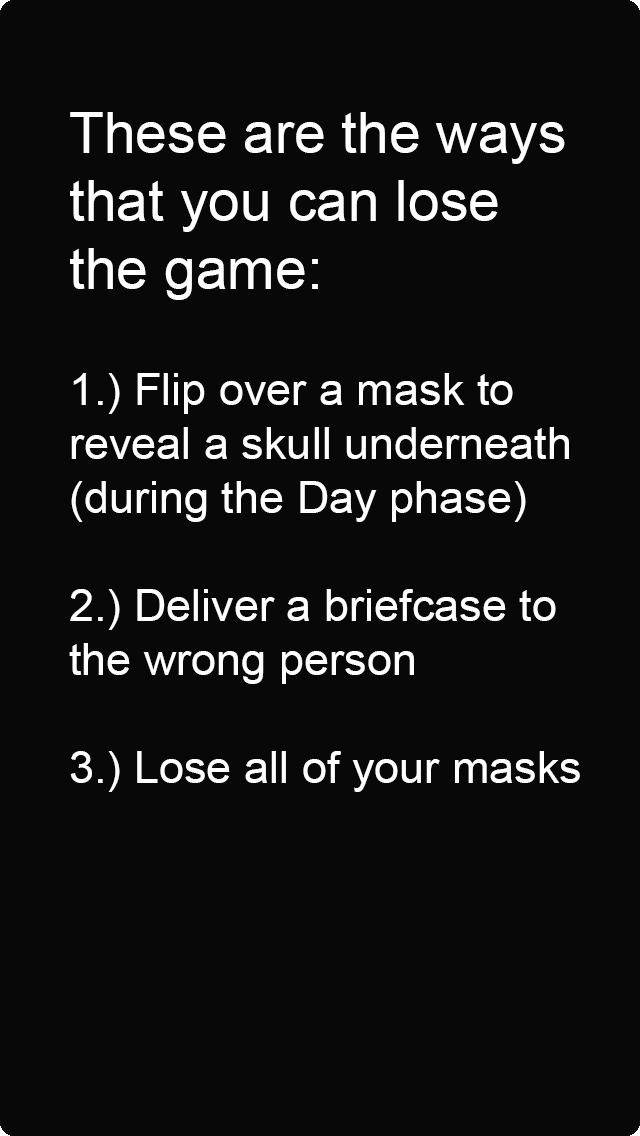 These are the ways
that you can lose
the game:
1.) Flip over a mask to
reveal a skull underneath
(during the Day phase)
2.) Deliver a briefcase to
the wrong person
3.) Lose all of your masks